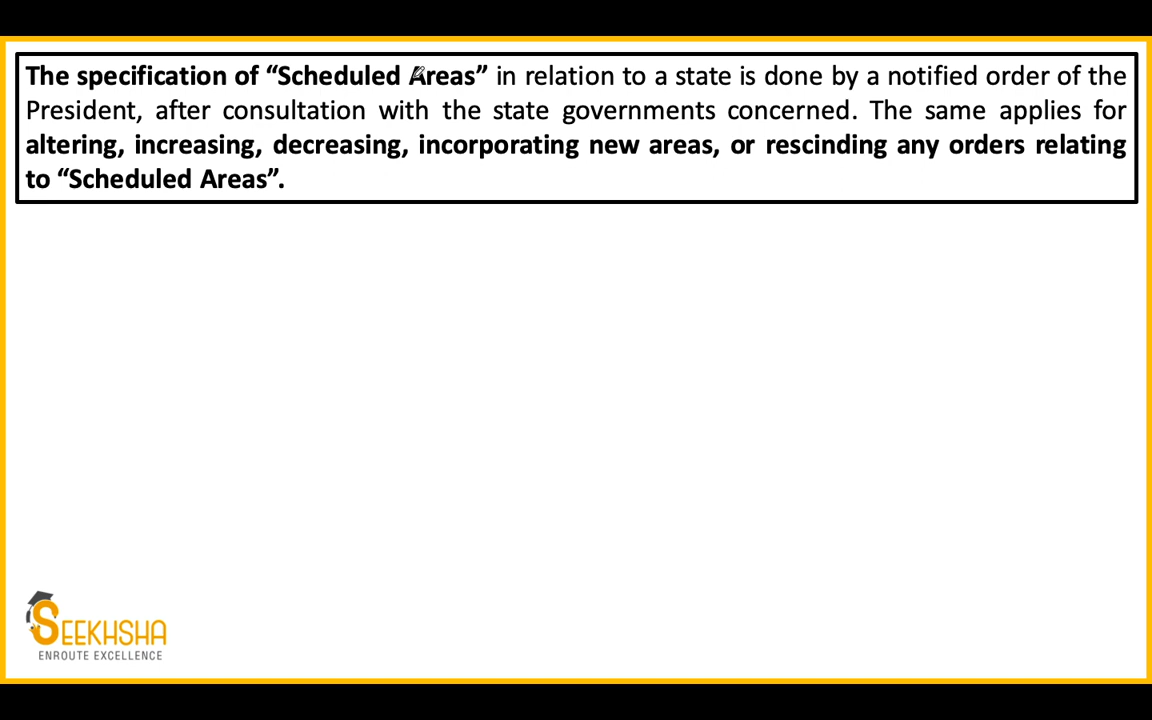 The specification of “Scheduled Areas” in relation to a state is done by a notified order of the
President, after consultation with the state governments concerned. The same applies for
altering, increasing, decreasing, incorporating new areas, or rescinding any orders relating
to “Scheduled Areas”.
SEEKHSHA
ENROUTE EXCELLENCE